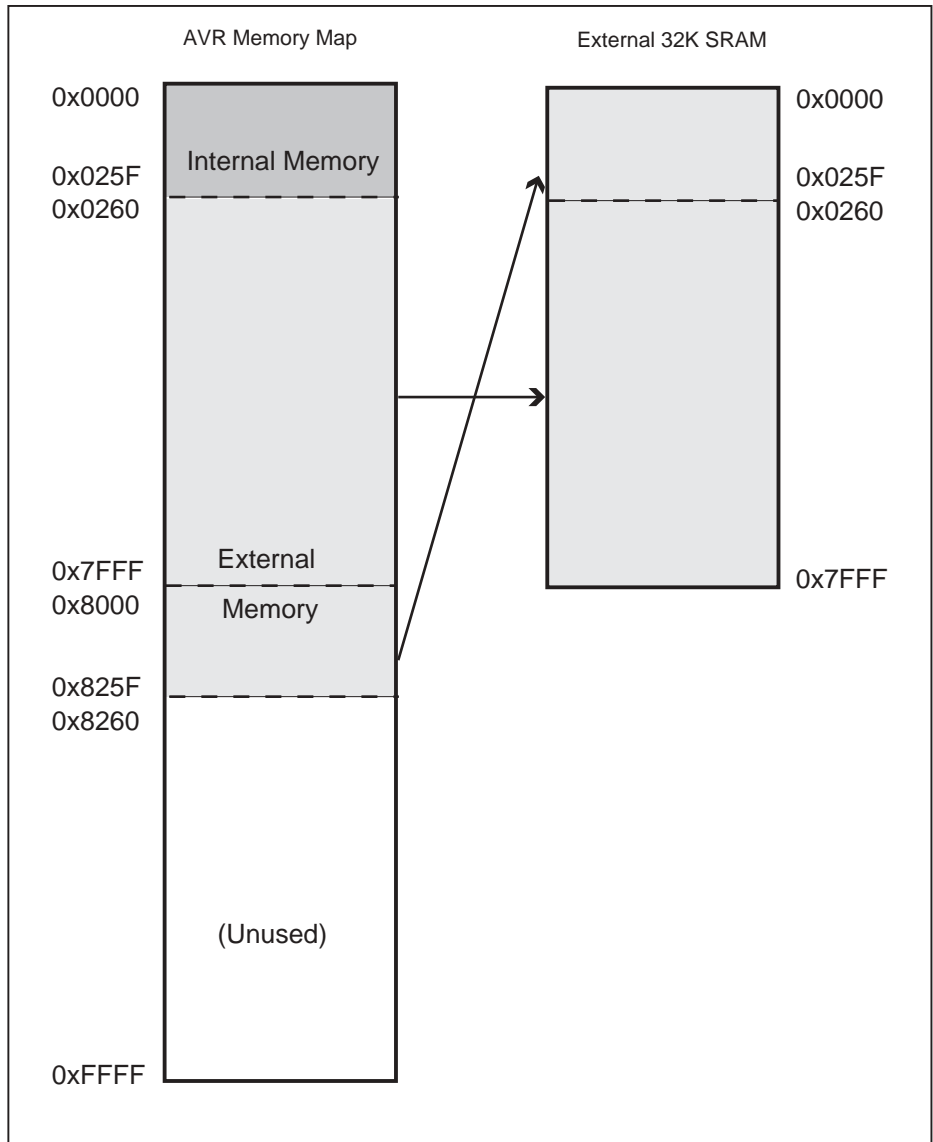 AVR Memory Map
External 32K SRAM
0x0000
Internal Memory
0x025F
0x0260
External
0x7FFF
0x8000
Memory
0x825F
0x8260
(Unused)
0xFFFF
0x0000
0x025F
0x0260
0x7FFF